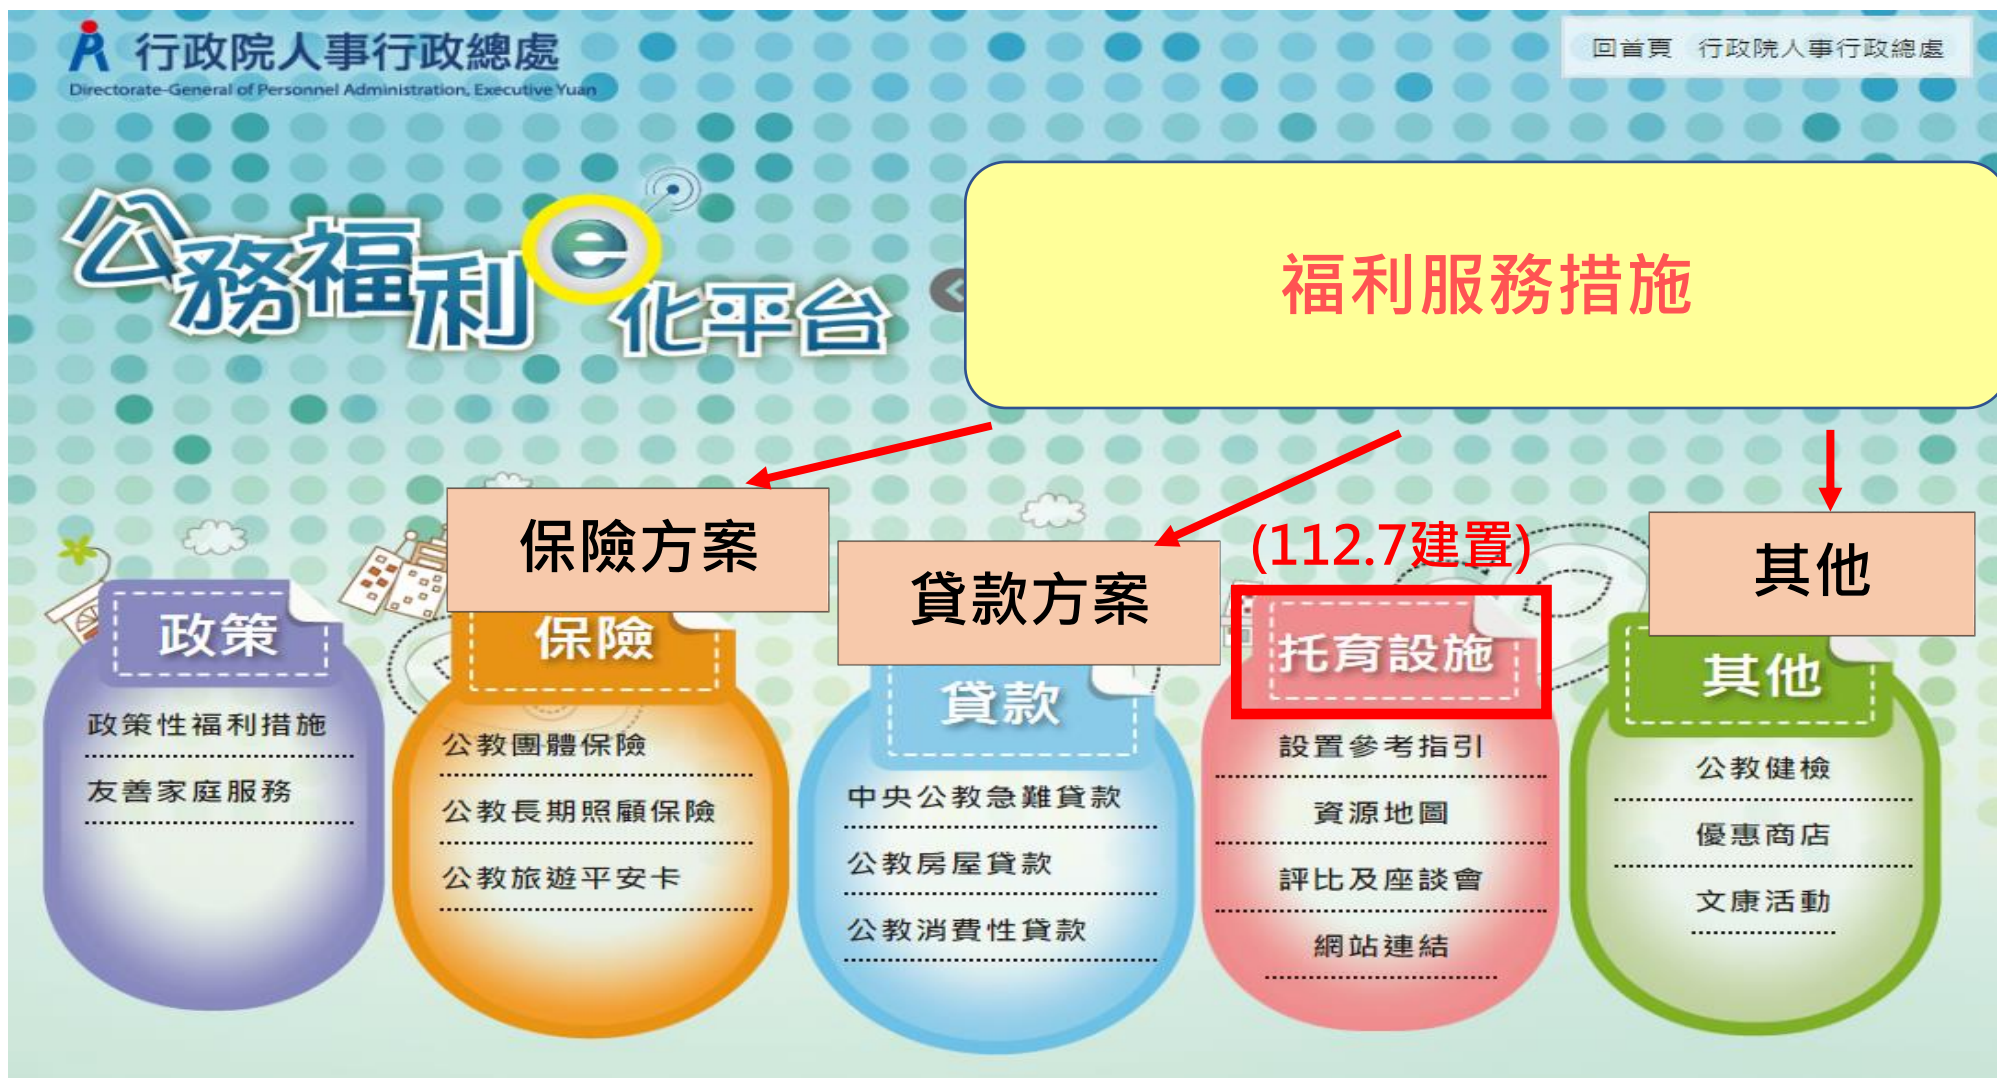 行政院人事行政總處
Directorate-General of Personnel Administration, Executive Yuan
回首頁 行政院人事行政總處
公務福利e化平台
福利服務措施
保險方案
貸款方案
(112.7建置)
其他
政策
政策性福利措施
友善家庭服務
保險
公教團體保險
公教長期照顧保險
公教旅遊平安卡
貸款
中央公教急難貸款
公教房屋貸款
公教消費性貸款
托育設施
設置參考指引
資源地圖
評比及座談會
網站連結
其他
公教健檢
優惠商店
文康活動